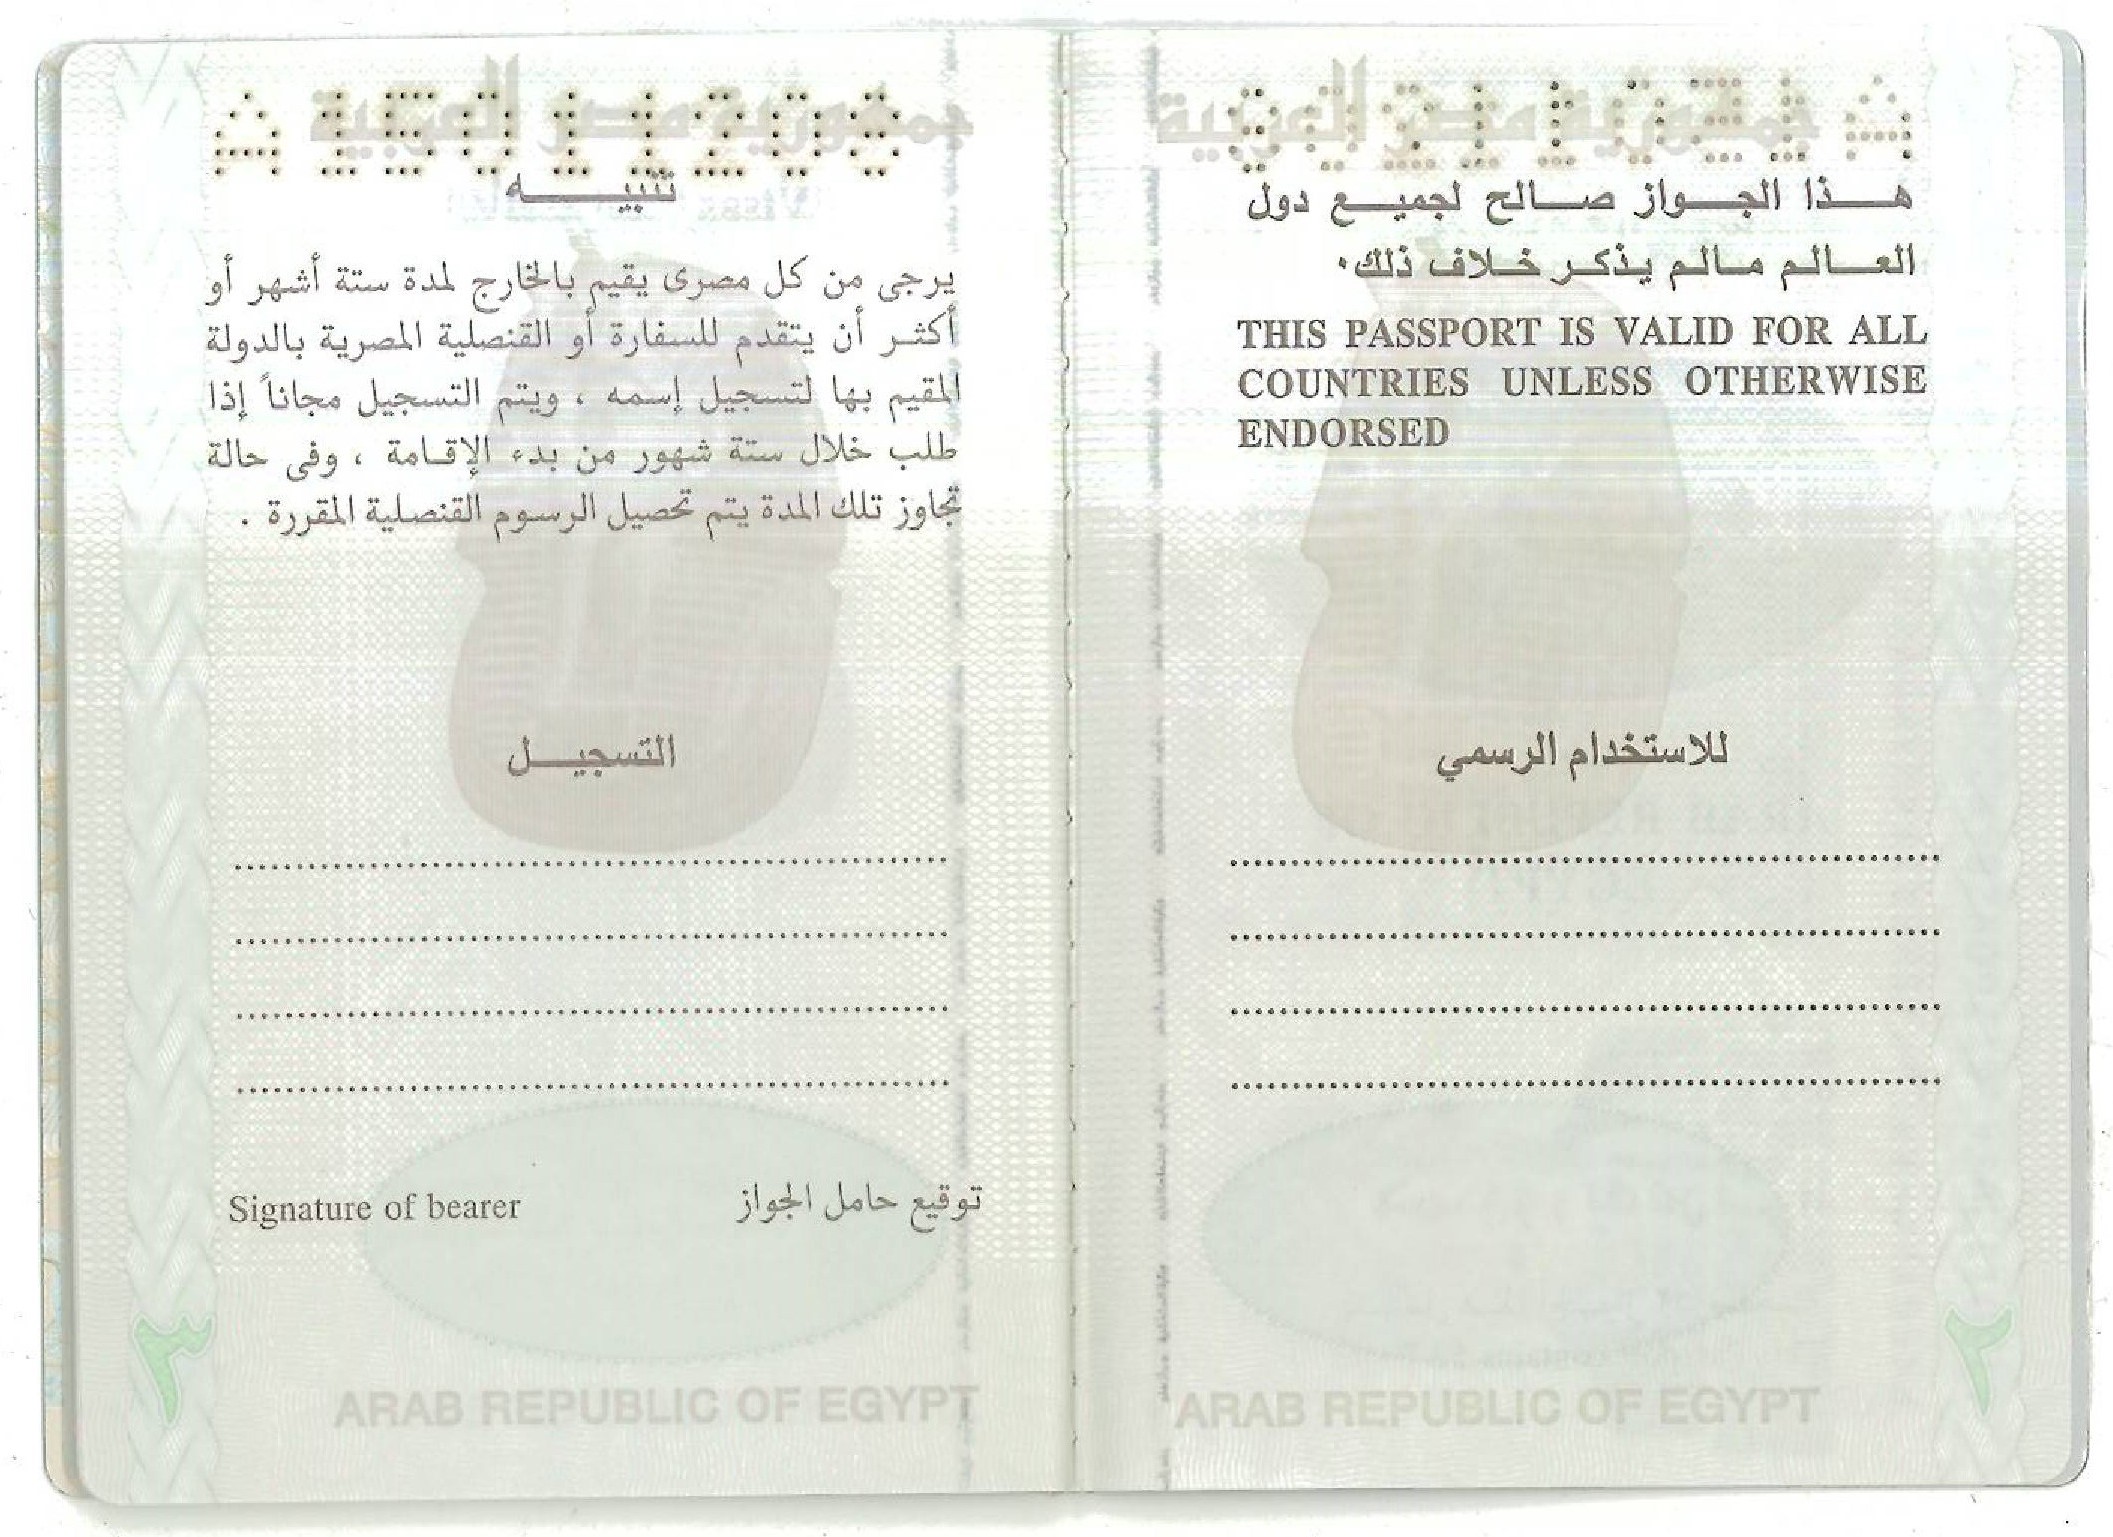 جمهورية مصر العربية
هذا الجواز صالح لجميع دول
العالم مالم يذكر خلاف ذلك.
THIS PASSPORT IS VALID FOR ALL
COUNTRIES UNLESS OTHERWISE
ENDORSED
للاستخدام الرسمي
ARAB REPUBLIC OF EGYPT
٢
جمهورية مصر العربية
تنبيه
يرجى من كل مصرى يقيم بالخارج لمدة ستة أشهر أو
أكثر أن يتقدم للسفارة أو القنصلية المصرية بالدولة
المقيم بها لتسجيل إسمه ، ويتم التسجيل مجاناً إذا
طلب خلال ستة شهور من بدء الإقامة ، وفى حالة
تجاوز تلك المدة يتم تحصيل الرسوم القنصلية المقررة .
التسجيل
توقيع حامل الجواز
Signature of bearer
ARAB REPUBLIC OF EGYPT
٣